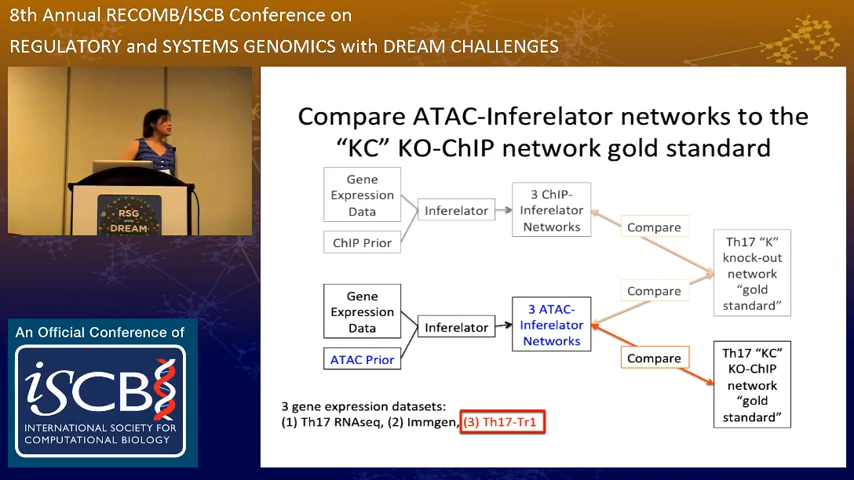 8th Annual RECOMB/ISCB Conference on
REGULATORY and SYSTEMS GENOMICS with DREAM CHALLENGES
RSG
with
DREAM
An Official Conference of
iSCB
INTERNATIONAL SOCIETY FOR
COMPUTATIONAL BIOLOGY
Compare ATAC-Inferelator networks to the
“KC” KO-ChIP network gold standard
Gene
Expression
Data
ChIP Prior
Inferelator
3 ChIP-
Inferelator
Networks
Compare
Th17 “K”
knock-out
network
“gold
standard”
Compare
Gene
Expression
Data
ATAC Prior
Inferelator
3 ATAC-
Inferelator
Networks
Compare
Th17 “KC”
KO-ChIP
network
“gold
standard”
3 gene expression datasets:
(1) Th17 RNAseq, (2) Immgen, (3) Th17-Tr1